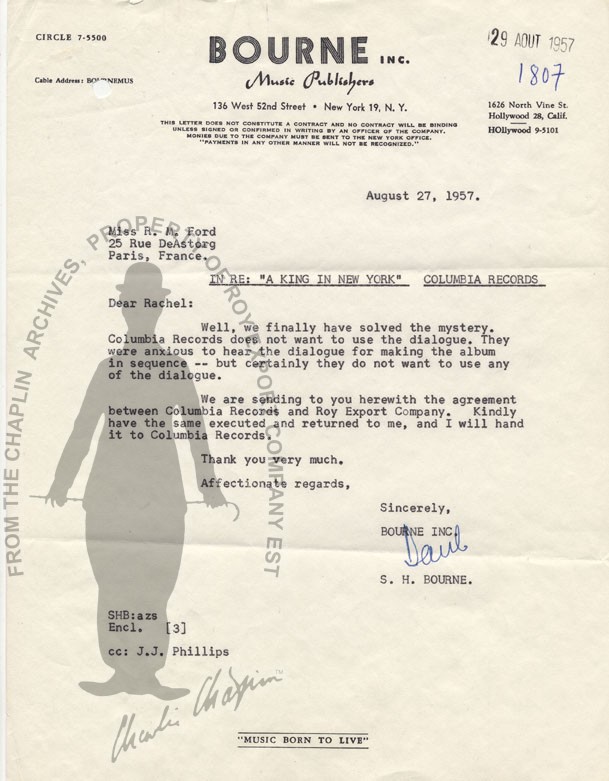 CIRCLE 7-5500
29 AOUT 1957
BOURNE INC.
1807
Music Publishers
Cable Address: BOURNEMUS
136 West 52nd Street • New York 19, N. Y.
1626 North Vine St.
Hollywood 28, Calif.
HOllywood 9-5101
THIS LETTER DOES NOT CONSTITUTE A CONTRACT AND NO CONTRACT WILL BE BINDING
UNLESS SIGNED OR CONFIRMED IN WRITING BY AN OFFICER OF THE COMPANY.
MONIES DUE TO THE COMPANY MUST BE SENT TO THE NEW YORK OFFICE.
"PAYMENTS IN ANY OTHER MANNER WILL NOT BE RECOGNIZED."
August 27, 1957.
Miss R. M. Ford
25 Rue DeAstorg
Paris, France.
IN RE: "A KING IN NEW YORK" COLUMBIA RECORDS
Dear Rachel:
Well, we finally have solved the mystery.
Columbia Records does not want to use the dialogue. They
were anxious to hear the dialogue for making the album
in sequence -- but certainly they do not want to use any
of the dialogue.
We are sending to you herewith the agreement
between Columbia Records and Roy Export Company. Kindly
have the same executed and returned to me, and I will hand
it to Columbia Records.
Thank you very much.
Affectionate regards,
Sincerely,
BOURNE INC.
S. H. BOURNE.
SHB:azs
Encl. [3]
cc: J.J. Phillips
"MUSIC BORN TO LIVE"
FROM THE CHAPLIN ARCHIVES, PROPERTY OF ROY EXPORT COMPANY EST
Charlie Chaplin